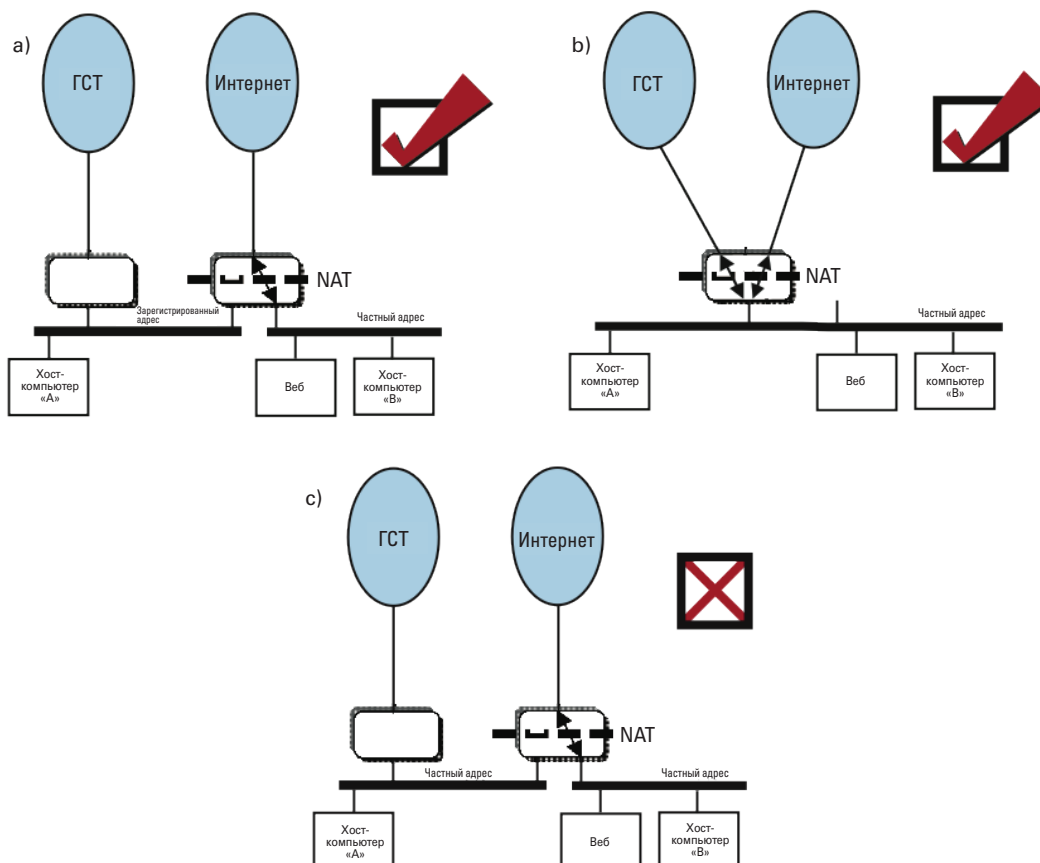 a)
ГСТ
Интернет
NAT
Зарегистрированный
адрес
Частный адрес
Хост-
компьютер
«A»
Веб
Хост-
компьютер
«B»
b)
ГСТ
Интернет
NAT
Частный адрес
Хост-
компьютер
«A»
Веб
Хост-
компьютер
«B»
c)
ГСТ
Интернет
NAT
Частный адрес
Частный адрес
Хост-
компьютер
«A»
Веб
Хост-
компьютер
«B»